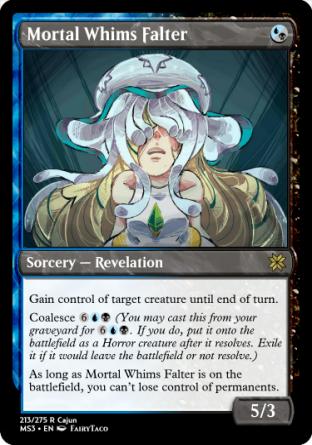 Mortal Whims Falter
Sorcery — Revelation
Gain control of target creature until end of turn.
Coalesce 6 (You may cast this from your
graveyard for 6 . If you do, put it onto the
battlefield as a Horror creature after it resolves. Exile
it if it would leave the battlefield or not resolve.)
As long as Mortal Whims Falter is on the
battlefield, you can't lose control of permanents.
5/3
213/275 R Cajun
MS3 • EN FairyTaco